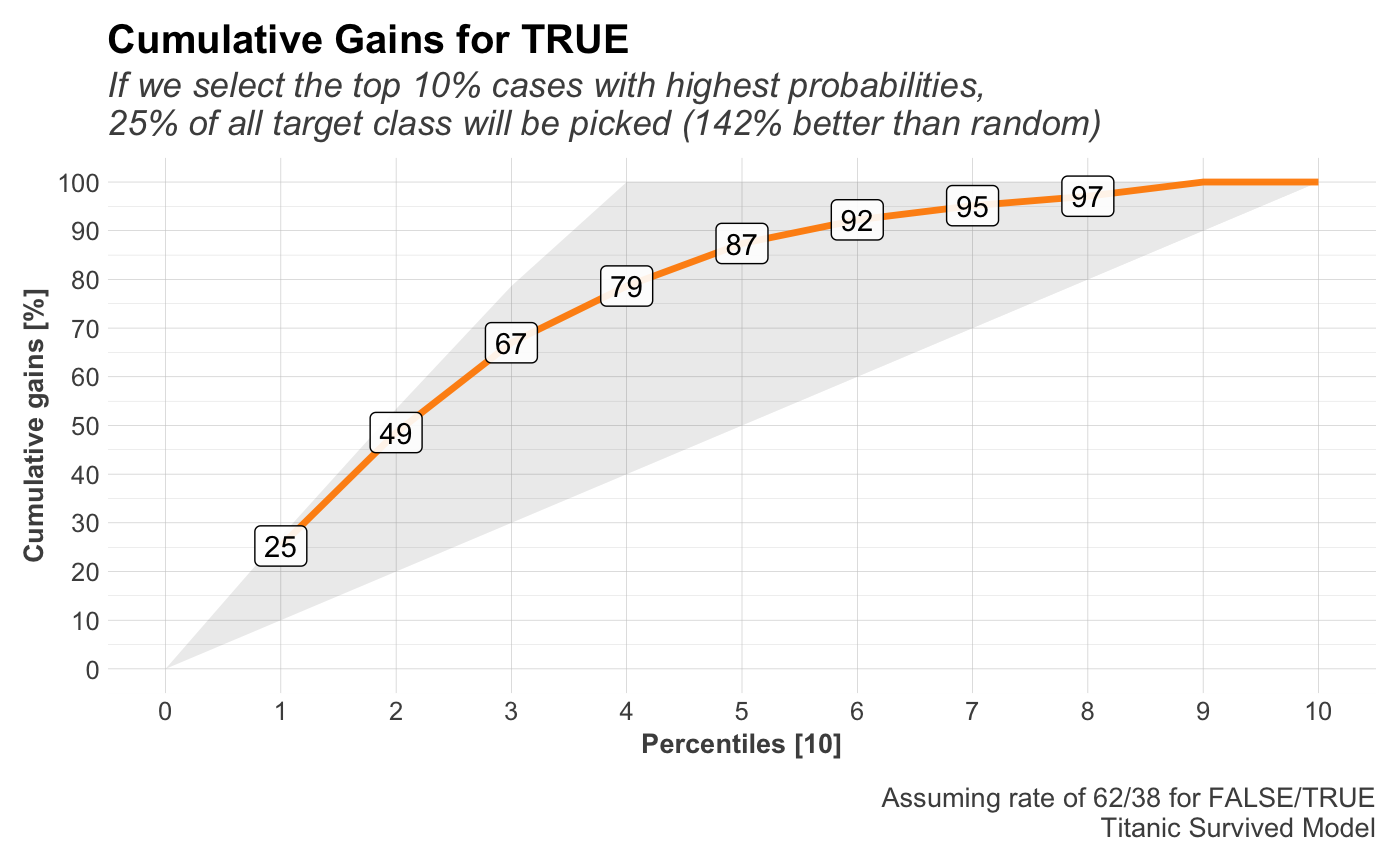 Cumulative Gains for TRUE
If we select the top 10% cases with highest probabilities,
25% of all target class will be picked (142% better than random)
Cumulative gains [%]
100
90
80
70
60
50
40
30
20
10
0
25
49
67
79
87
92
95
97
0 1 2 3 4 5 6 7 8 9 10
Percentiles [10]
Assuming rate of 62/38 for FALSE/TRUE
Titanic Survived Model